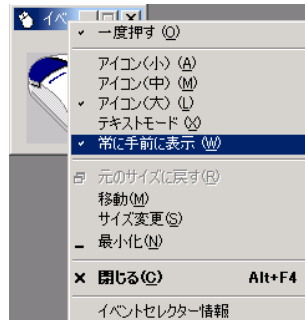 イベ
一度押す(O)
アイコン(小)(A)
アイコン(中)(M)
アイコン(大)(L)
テキストモード(X)
常に手前に表示(W)
元のサイズに戻す(R)
移動(M)
サイズ変更(S)
最小化(N)
閉じる(C) Alt+F4
イベントセレクター情報